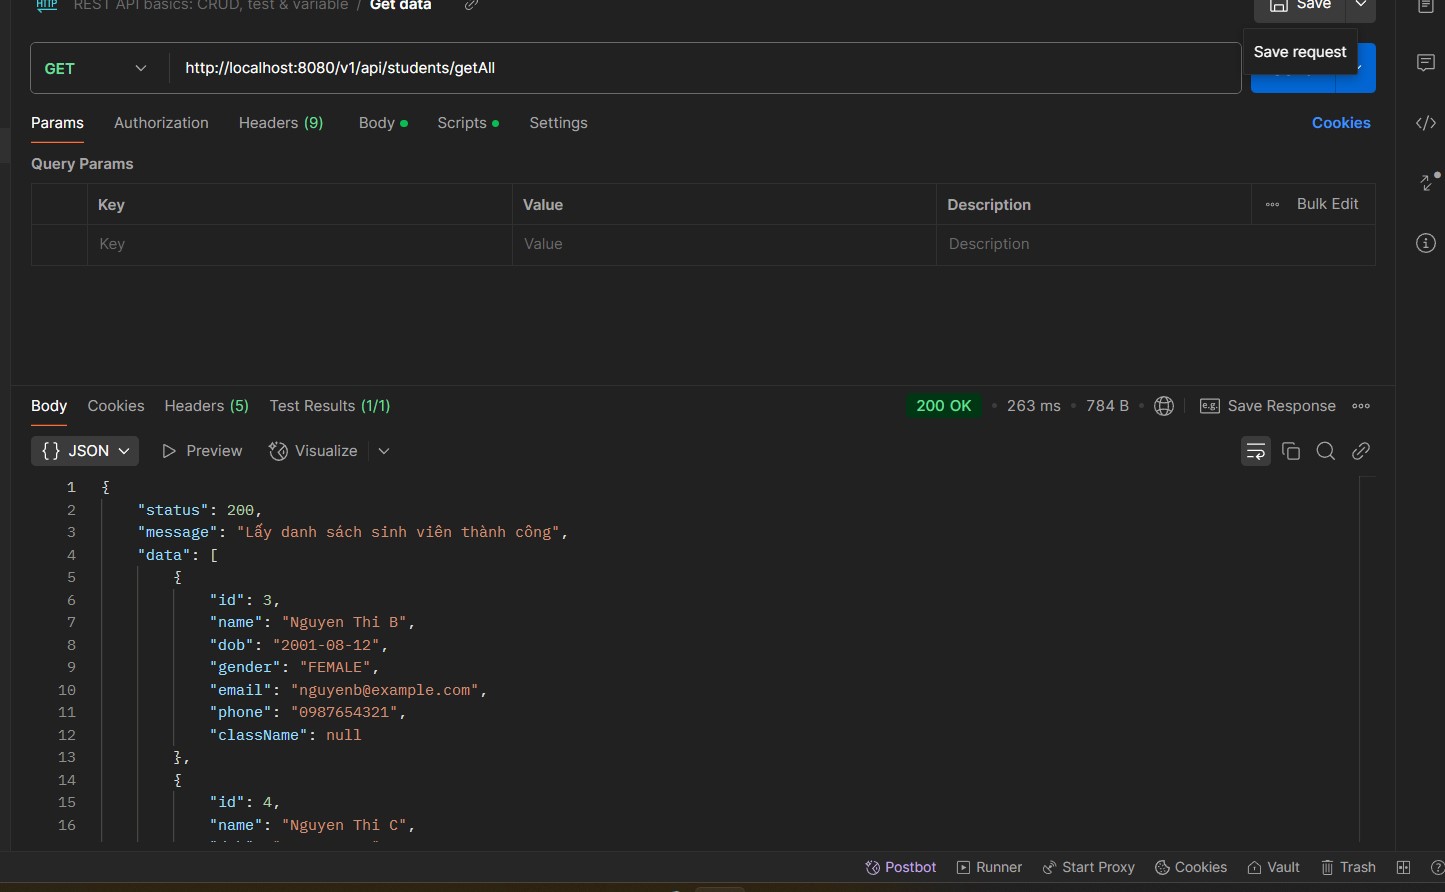 HTTP REST API basics: CRUD, test & variable / Get data
Save
Save request
GET http://localhost:8080/v1/api/students/getAll
Params Authorization Headers (9) Body Scripts Settings Cookies
Query Params
Key Value Description Bulk Edit
Key Value Description
Body Cookies Headers (5) Test Results (1/1) 200 OK 263 ms 784 B e.g. Save Response
{} JSON Preview Visualize
1 {
2 "status": 200,
3 "message": "Lấy danh sách sinh viên thành công",
4 "data": [
5 {
6 "id": 3,
7 "name": "Nguyen Thi B",
8 "dob": "2001-08-12",
9 "gender": "FEMALE",
10 "email": "nguyenb@example.com",
11 "phone": "0987654321",
12 "className": null
13 },
14 {
15 "id": 4,
16 "name": "Nguyen Thi C",
Postbot Runner Start Proxy Cookies Vault Trash